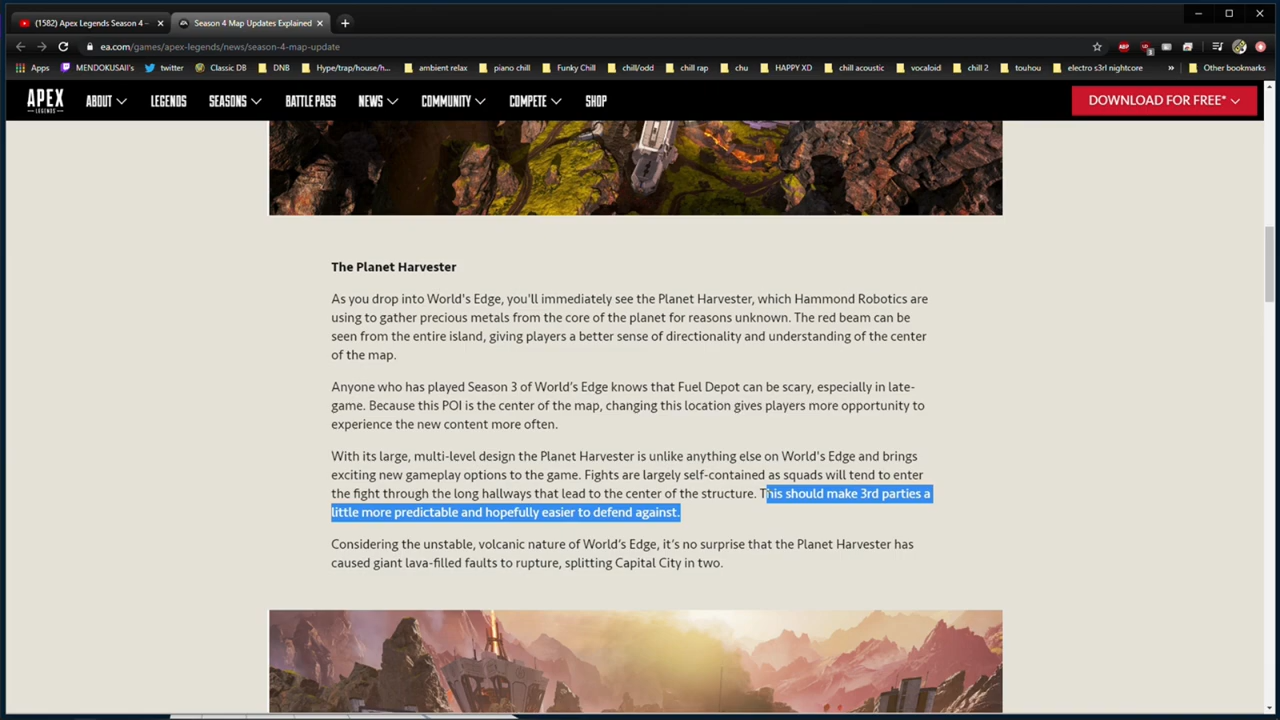 (1582) Apex Legends Season 4 –
Season 4 Map Updates Explained
ea.com/games/apex-legends/news/season-4-map-update
Apps MENDOKUSAII's twitter Classic DB DNB Hype/trap/house/h... ambient relax piano chill Funky Chill chill/odd chill rap chu HAPPY XD chill acoustic vocaloid chill 2 touhou electro s3rl nightcore » Other bookmarks
APEX LEGENDS ABOUT LEGENDS SEASONS BATTLE PASS NEWS COMMUNITY COMPETE SHOP DOWNLOAD FOR FREE*
The Planet Harvester
As you drop into World's Edge, you'll immediately see the Planet Harvester, which Hammond Robotics are
using to gather precious metals from the core of the planet for reasons unknown. The red beam can be
seen from the entire island, giving players a better sense of directionality and understanding of the center
of the map.
Anyone who has played Season 3 of World's Edge knows that Fuel Depot can be scary, especially in late-
game. Because this POI is the center of the map, changing this location gives players more opportunity to
experience the new content more often.
With its large, multi-level design the Planet Harvester is unlike anything else on World's Edge and brings
exciting new gameplay options to the game. Fights are largely self-contained as squads will tend to enter
the fight through the long hallways that lead to the center of the structure. This should make 3rd parties a
little more predictable and hopefully easier to defend against.
Considering the unstable, volcanic nature of World's Edge, it's no surprise that the Planet Harvester has
caused giant lava-filled faults to rupture, splitting Capital City in two.